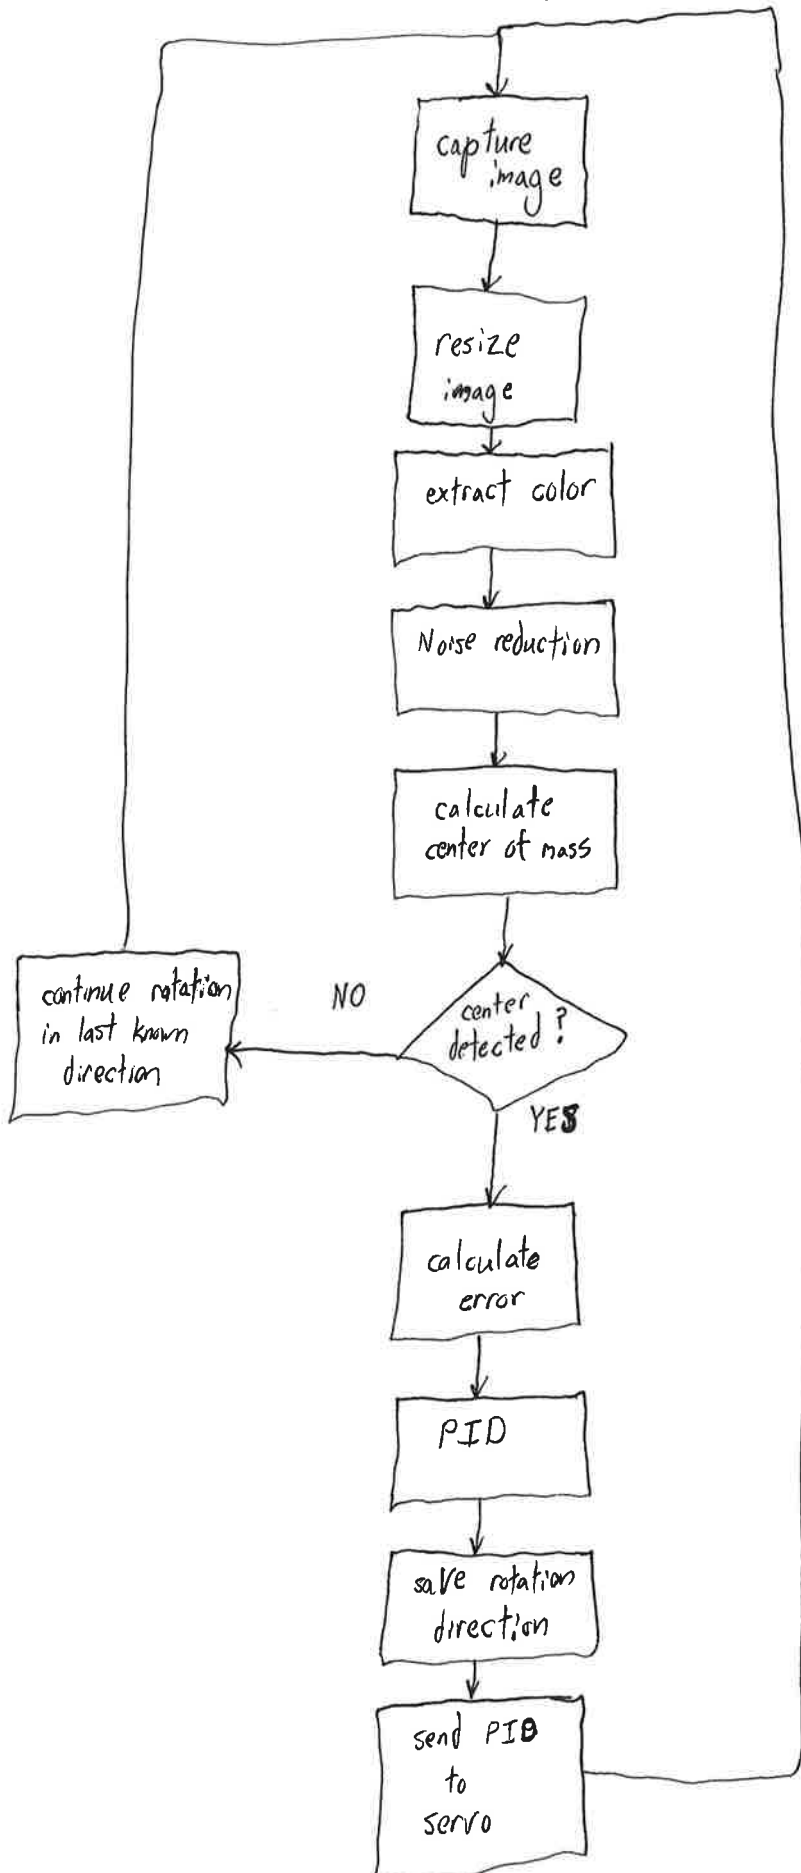 capture
image
resize
image
extract color
Noise reduction
calculate
center of mass
center
detected?
NO
continue rotation
in last known
direction
YES
calculate
error
PID
save rotation
direction
send PID
to
servo